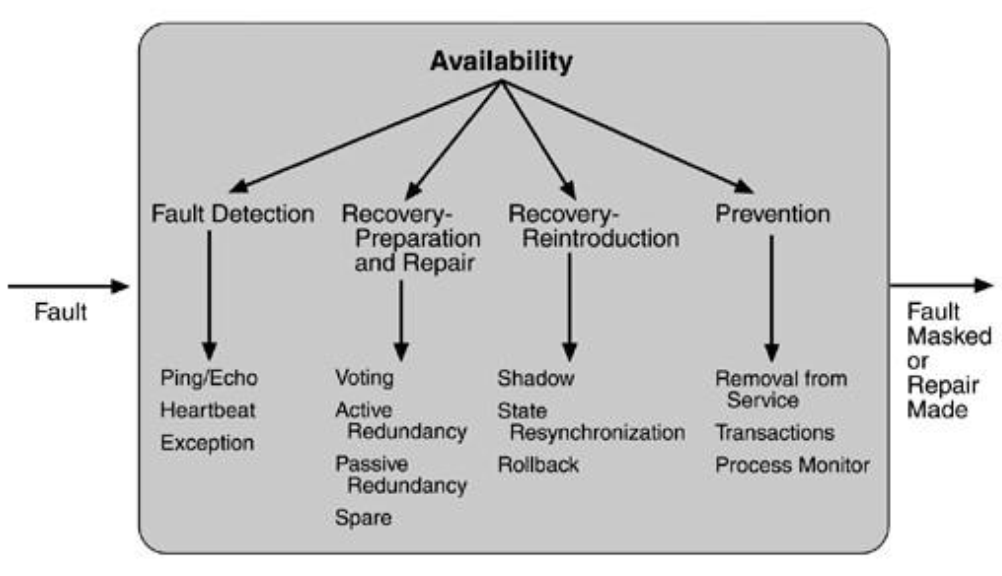 Availability
Fault Detection
Recovery-
Preparation
and Repair
Recovery-
Reintroduction
Prevention
Fault
Fault
Masked
or
Repair
Made
Ping/Echo
Heartbeat
Exception
Voting
Active
Redundancy
Passive
Redundancy
Spare
Shadow
State
Resynchronization
Rollback
Removal from
Service
Transactions
Process Monitor